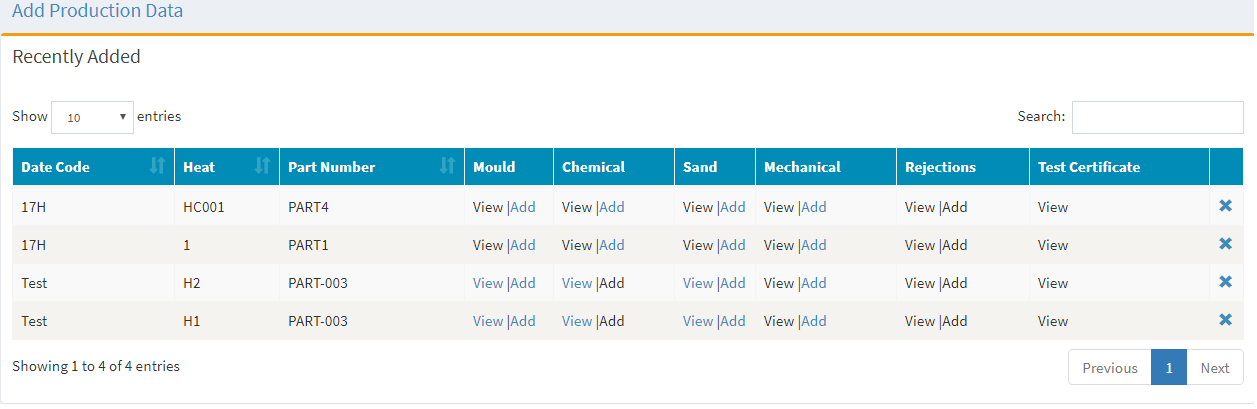 Add Production Data
Recently Added
Show 10 entries Search:
Date Code Heat Part Number Mould Chemical Sand Mechanical Rejections Test Certificate
17H HC001 PART4 View |Add View |Add View |Add View |Add View |Add View
17H 1 PART1 View |Add View |Add View |Add View |Add View |Add View
Test H2 PART-003 View |Add View |Add View |Add View |Add View |Add View
Test H1 PART-003 View |Add View |Add View |Add View |Add View |Add View
Showing 1 to 4 of 4 entries Previous 1 Next